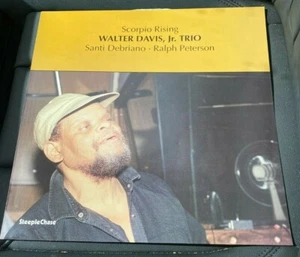 Scorpio Rising
WALTER DAVIS, Jr. TRIO
Santi Debriano · Ralph Peterson
SteepleChase